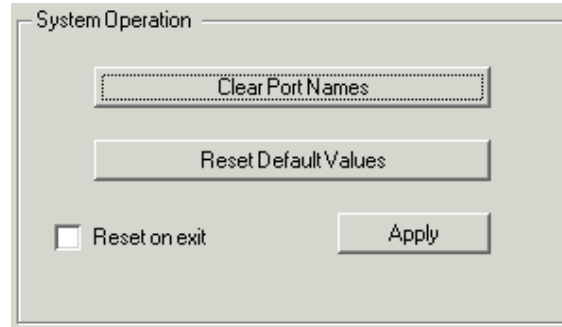 System Operation
Clear Port Names
Reset Default Values
Reset on exit
Apply